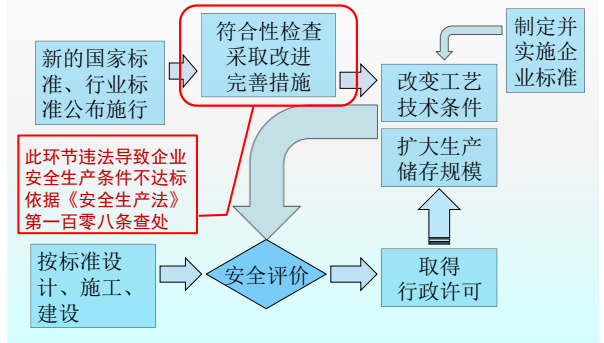 新的国家标
准、行业标
准公布施行
符合性检查
采取改进
完善措施
改变工艺
技术条件
制定并
实施企
业标准
扩大生产
储存规模
此环节违法导致企业
安全生产条件不达标
依据《安全生产法》
第一百零八条查处
按标准设
计、施工、
建设
安全评价
取得
行政许可